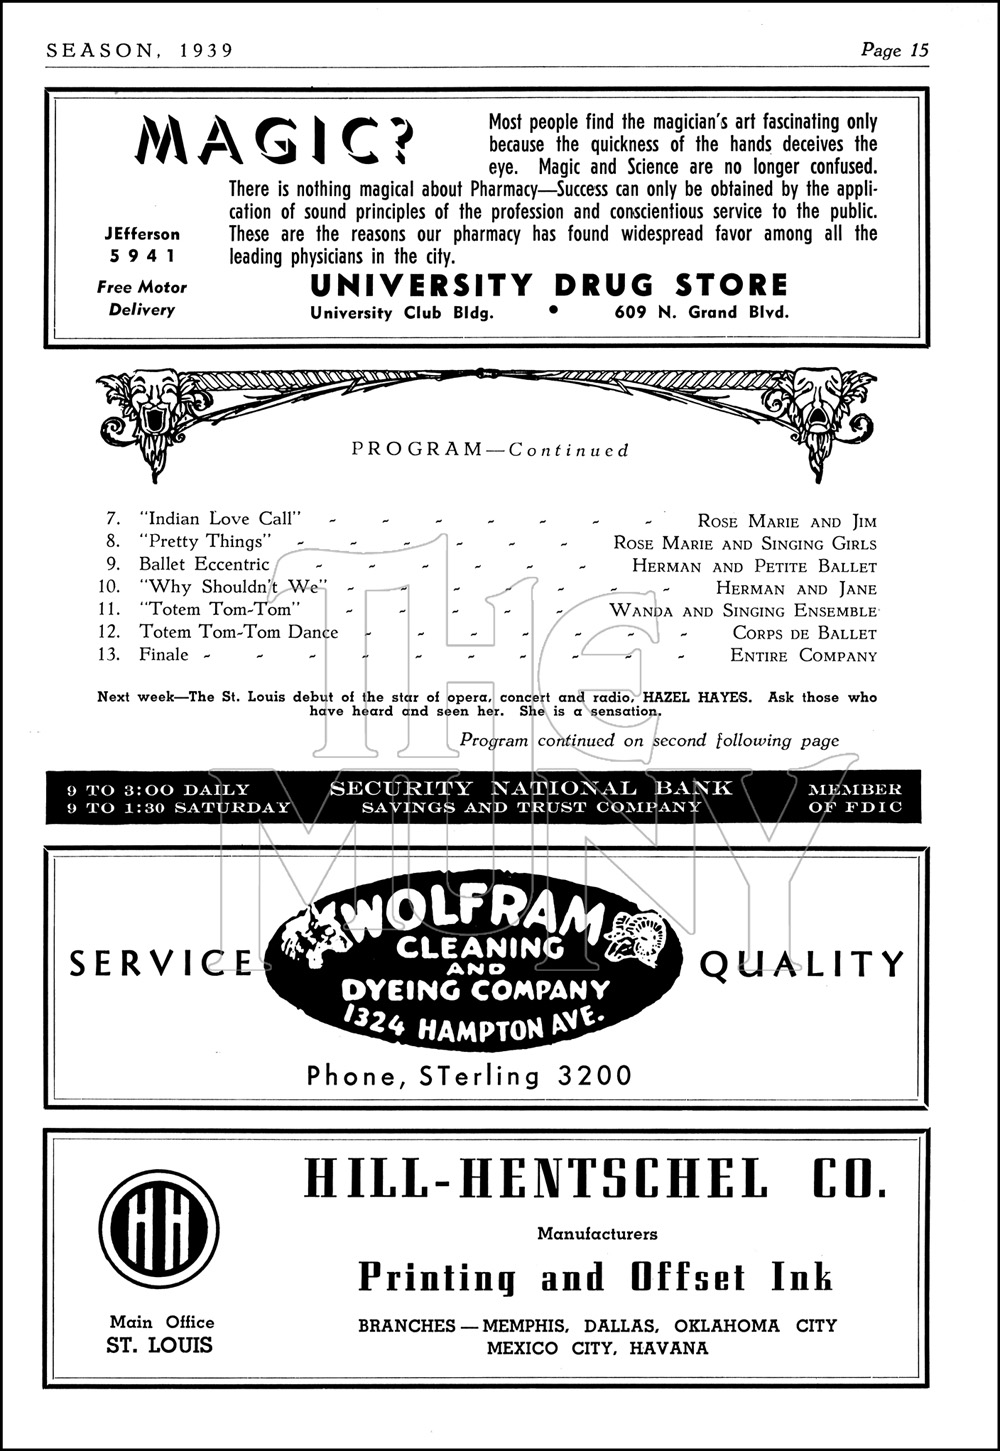 SEASON, 1939 Page 15
MAGIC?
Most people find the magician's art fascinating only
because the quickness of the hands deceives the
eye. Magic and Science are no longer confused.
There is nothing magical about Pharmacy—Success can only be obtained by the appli-
cation of sound principles of the profession and conscientious service to the public.
These are the reasons our pharmacy has found widespread favor among all the
leading physicians in the city.
JEfferson
5941
Free Motor
Delivery
UNIVERSITY DRUG STORE
University Club Bldg. • 609 N. Grand Blvd.
PROGRAM—Continued
7. "Indian Love Call" - - - - - - - ROSE MARIE AND JIM
8. "Pretty Things" - - - - - - ROSE MARIE AND SINGING GIRLS
9. Ballet Eccentric - - - - - - HERMAN AND PETITE BALLET
10. "Why Shouldn't We" - - - - - - - HERMAN AND JANE
11. "Totem Tom-Tom" - - - - - WANDA AND SINGING ENSEMBLE
12. Totem Tom-Tom Dance - - - - - - - CORPS DE BALLET
13. Finale - - - - - - - - - - ENTIRE COMPANY
Next week—The St. Louis debut of the star of opera, concert and radio, HAZEL HAYES. Ask those who
have heard and seen her. She is a sensation.
Program continued on second following page
9 TO 3:00 DAILY SECURITY NATIONAL BANK MEMBER
9 TO 1:30 SATURDAY SAVINGS AND TRUST COMPANY OF FDIC
THE
MUNY
SERVICE
WOLFRAM
CLEANING
AND
DYEING COMPANY
1324 HAMPTON AVE.
QUALITY
Phone, STerling 3200
HH
Main Office
ST. LOUIS
HILL-HENTSCHEL CO.
Manufacturers
Printing and Offset Ink
BRANCHES — MEMPHIS, DALLAS, OKLAHOMA CITY
MEXICO CITY, HAVANA